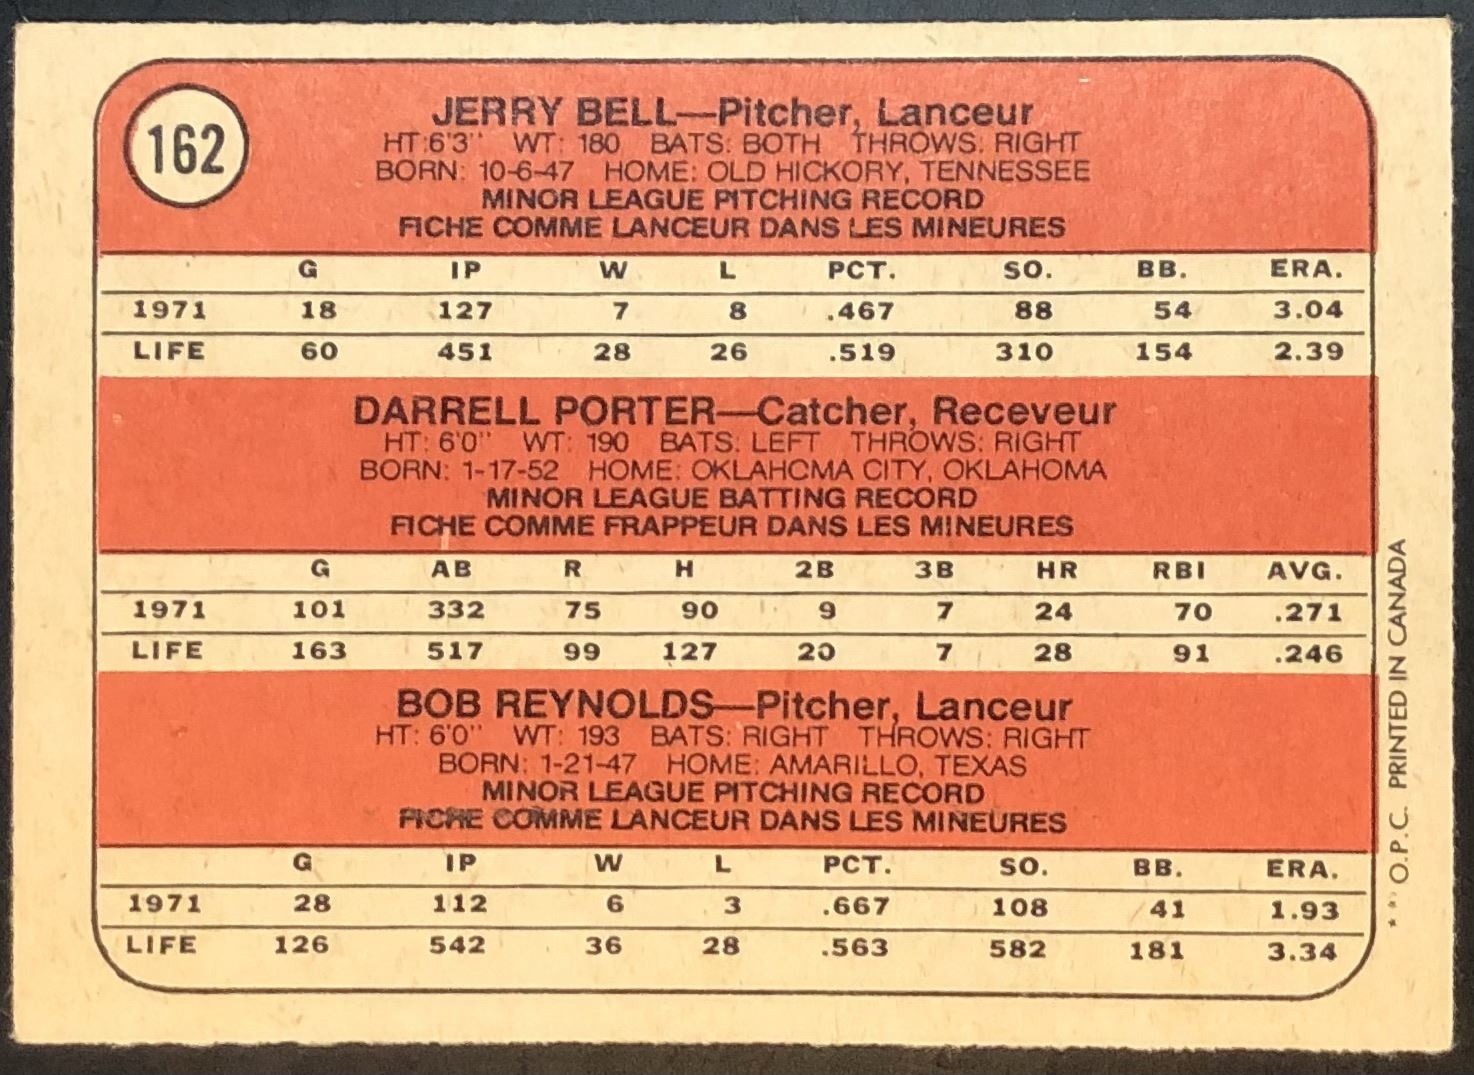 162
JERRY BELL—Pitcher, Lanceur
HT:6'3" WT: 180 BATS: BOTH THROWS: RIGHT
BORN: 10-6-47 HOME: OLD HICKORY, TENNESSEE
MINOR LEAGUE PITCHING RECORD
FICHE COMME LANCEUR DANS LES MINEURES
G IP W L PCT. SO. BB. ERA.
1971 18 127 7 8 .467 88 54 3.04
LIFE 60 451 28 26 .519 310 154 2.39
DARRELL PORTER—Catcher, Receveur
HT: 6'0" WT: 190 BATS: LEFT THROWS: RIGHT
BORN: 1-17-52 HOME: OKLAHOMA CITY, OKLAHOMA
MINOR LEAGUE BATTING RECORD
FICHE COMME FRAPPEUR DANS LES MINEURES
G AB R H 2B 3B HR RBI AVG.
1971 101 332 75 90 9 7 24 70 .271
LIFE 163 517 99 127 20 7 28 91 .246
BOB REYNOLDS—Pitcher, Lanceur
HT: 6'0" WT: 193 BATS: RIGHT THROWS: RIGHT
BORN: 1-21-47 HOME: AMARILLO, TEXAS
MINOR LEAGUE PITCHING RECORD
FICHE COMME LANCEUR DANS LES MINEURES
G IP W L PCT. SO. BB. ERA.
1971 28 112 6 3 .667 108 41 1.93
LIFE 126 542 36 28 .563 582 181 3.34
** O.P.C. PRINTED IN CANADA